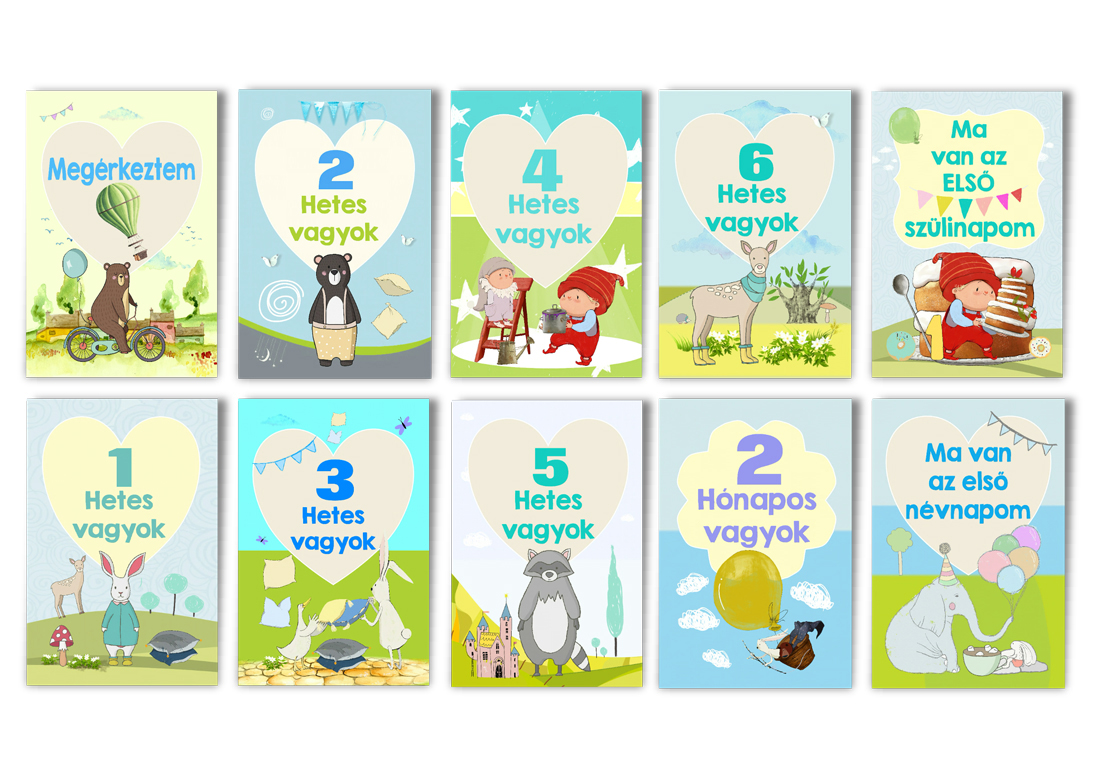 Megérkeztem
2
Hetes
vagyok
4
Hetes
vagyok
6
Hetes
vagyok
Ma
van az
ELSŐ
szülinapom
1
1
Hetes
vagyok
3
Hetes
vagyok
5
Hetes
vagyok
2
Hónapos
vagyok
Ma van
az első
névnapom